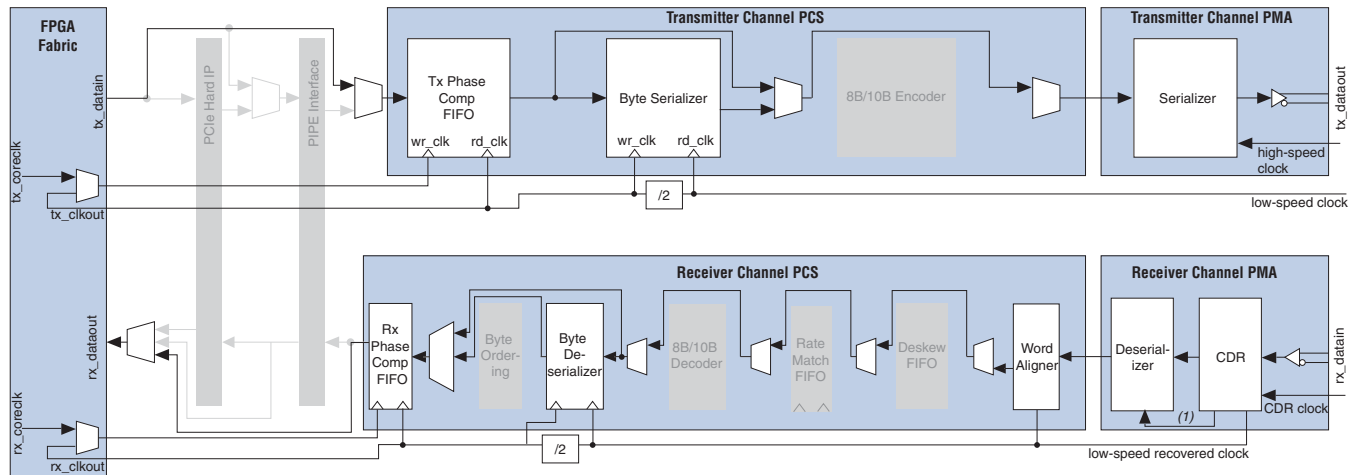 FPGA
Fabric
Transmitter Channel PCS
Transmitter Channel PMA
tx_datain
PCIe Hard IP
PIPE Interface
Tx Phase
Comp
FIFO
wr_clk
rd_clk
Byte Serializer
wr_clk
rd_clk
8B/10B Encoder
Serializer
tx_dataout
high-speed
clock
tx_coreclk
tx_clkout
/2
low-speed clock
Receiver Channel PCS
Receiver Channel PMA
rx_dataout
Rx
Phase
Comp
FIFO
Byte
Order-
ing
Byte
De-
serializer
8B/10B
Decoder
Rate
Match
FIFO
Deskew
FIFO
Word
Aligner
Deserial-
izer
CDR
rx_datain
CDR clock
(1)
rx_coreclk
rx_clkout
/2
low-speed recovered clock